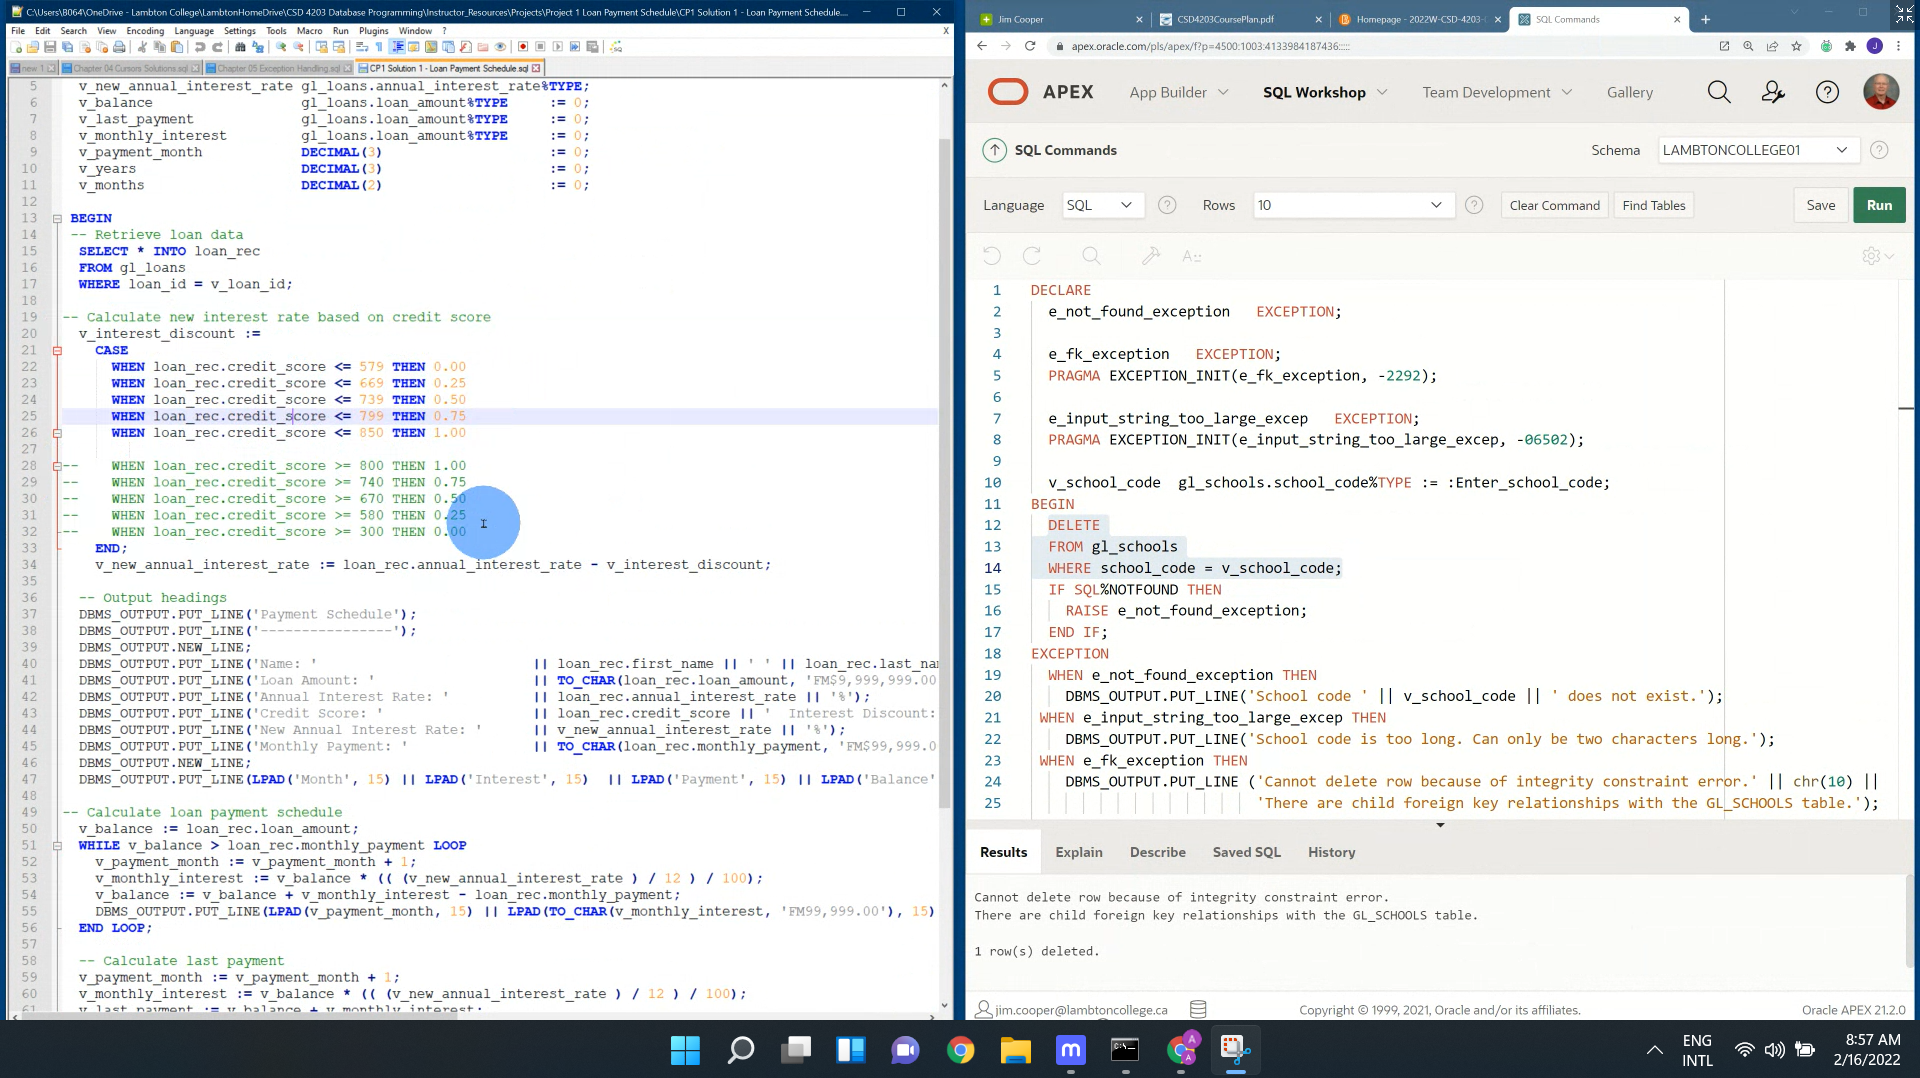 C:\Users\B064\OneDrive - Lambton College\LambtonHomeDrive\CSD 4203 Database Programming\Instructor_Resources\Projects\Project 1 Loan Payment Schedule\CP1 Solution 1 - Loan Payment Schedule....
File Edit Search View Encoding Language Settings Tools Macro Run Plugins Window ? X
new 1 Chapter 04 Cursors Solutions.sql Chapter 05 Exception Handling.sql CP1 Solution 1 - Loan Payment Schedule.sql
5 v_new_annual_interest_rate gl_loans.annual_interest_rate%TYPE;
6 v_balance gl_loans.loan_amount%TYPE := 0;
7 v_last_payment gl_loans.loan_amount%TYPE := 0;
8 v_monthly_interest gl_loans.loan_amount%TYPE := 0;
9 v_payment_month DECIMAL(3) := 0;
10 v_years DECIMAL(3) := 0;
11 v_months DECIMAL(2) := 0;
12
13 BEGIN
14 -- Retrieve loan data
15 SELECT * INTO loan_rec
16 FROM gl_loans
17 WHERE loan_id = v_loan_id;
18
19 -- Calculate new interest rate based on credit score
20 v_interest_discount :=
21 CASE
22 WHEN loan_rec.credit_score <= 579 THEN 0.00
23 WHEN loan_rec.credit_score <= 669 THEN 0.25
24 WHEN loan_rec.credit_score <= 739 THEN 0.50
25 WHEN loan_rec.credit_score <= 799 THEN 0.75
26 WHEN loan_rec.credit_score <= 850 THEN 1.00
27
28 -- WHEN loan_rec.credit_score >= 800 THEN 1.00
29 -- WHEN loan_rec.credit_score >= 740 THEN 0.75
30 -- WHEN loan_rec.credit_score >= 670 THEN 0.50
31 -- WHEN loan_rec.credit_score >= 580 THEN 0.25
32 -- WHEN loan_rec.credit_score >= 300 THEN 0.00
33 END;
34 v_new_annual_interest_rate := loan_rec.annual_interest_rate - v_interest_discount;
35
36 -- Output headings
37 DBMS_OUTPUT.PUT_LINE('Payment Schedule');
38 DBMS_OUTPUT.PUT_LINE('----------------');
39 DBMS_OUTPUT.NEW_LINE;
40 DBMS_OUTPUT.PUT_LINE('Name: ' || loan_rec.first_name || ' ' || loan_rec.last_na
41 DBMS_OUTPUT.PUT_LINE('Loan Amount: ' || TO_CHAR(loan_rec.loan_amount, 'FM$9,999,999.00
42 DBMS_OUTPUT.PUT_LINE('Annual Interest Rate: ' || loan_rec.annual_interest_rate || '%');
43 DBMS_OUTPUT.PUT_LINE('Credit Score: ' || loan_rec.credit_score || ' Interest Discount:
44 DBMS_OUTPUT.PUT_LINE('New Annual Interest Rate: ' || v_new_annual_interest_rate || '%');
45 DBMS_OUTPUT.PUT_LINE('Monthly Payment: ' || TO_CHAR(loan_rec.monthly_payment, 'FM$99,999.0
46 DBMS_OUTPUT.NEW_LINE;
47 DBMS_OUTPUT.PUT_LINE(LPAD('Month', 15) || LPAD('Interest', 15) || LPAD('Payment', 15) || LPAD('Balance'
48
49 -- Calculate loan payment schedule
50 v_balance := loan_rec.loan_amount;
51 WHILE v_balance > loan_rec.monthly_payment LOOP
52 v_payment_month := v_payment_month + 1;
53 v_monthly_interest := v_balance * (( (v_new_annual_interest_rate ) / 12 ) / 100);
54 v_balance := v_balance + v_monthly_interest - loan_rec.monthly_payment;
55 DBMS_OUTPUT.PUT_LINE(LPAD(v_payment_month, 15) || LPAD(TO_CHAR(v_monthly_interest, 'FM99,999.00'), 15)
56 END LOOP;
57
58 -- Calculate last payment
59 v_payment_month := v_payment_month + 1;
60 v_monthly_interest := v_balance * (( (v_new_annual_interest_rate ) / 12 ) / 100);
61 v_last_payment := v_balance + v_monthly_interest;
Jim Cooper CSD4203CoursePlan.pdf Homepage - 2022W-CSD-4203- SQL Commands
apex.oracle.com/pls/apex/f?p=4500:1003:4133984187436:::::
APEX App Builder SQL Workshop Team Development Gallery
SQL Commands Schema LAMBTONCOLLEGE01
Language SQL Rows 10 Clear Command Find Tables Save Run
1 DECLARE
2 e_not_found_exception EXCEPTION;
3
4 e_fk_exception EXCEPTION;
5 PRAGMA EXCEPTION_INIT(e_fk_exception, -2292);
6
7 e_input_string_too_large_excep EXCEPTION;
8 PRAGMA EXCEPTION_INIT(e_input_string_too_large_excep, -06502);
9
10 v_school_code gl_schools.school_code%TYPE := :Enter_school_code;
11 BEGIN
12 DELETE
13 FROM gl_schools
14 WHERE school_code = v_school_code;
15 IF SQL%NOTFOUND THEN
16 RAISE e_not_found_exception;
17 END IF;
18 EXCEPTION
19 WHEN e_not_found_exception THEN
20 DBMS_OUTPUT.PUT_LINE('School code ' || v_school_code || ' does not exist.');
21 WHEN e_input_string_too_large_excep THEN
22 DBMS_OUTPUT.PUT_LINE('School code is too long. Can only be two characters long.');
23 WHEN e_fk_exception THEN
24 DBMS_OUTPUT.PUT_LINE ('Cannot delete row because of integrity constraint error.' || chr(10) ||
25 'There are child foreign key relationships with the GL_SCHOOLS table.');
Results Explain Describe Saved SQL History
Cannot delete row because of integrity constraint error.
There are child foreign key relationships with the GL_SCHOOLS table.
1 row(s) deleted.
jim.cooper@lambtoncollege.ca Copyright © 1999, 2021, Oracle and/or its affiliates. Oracle APEX 21.2.0
ENG
INTL
8:57 AM
2/16/2022